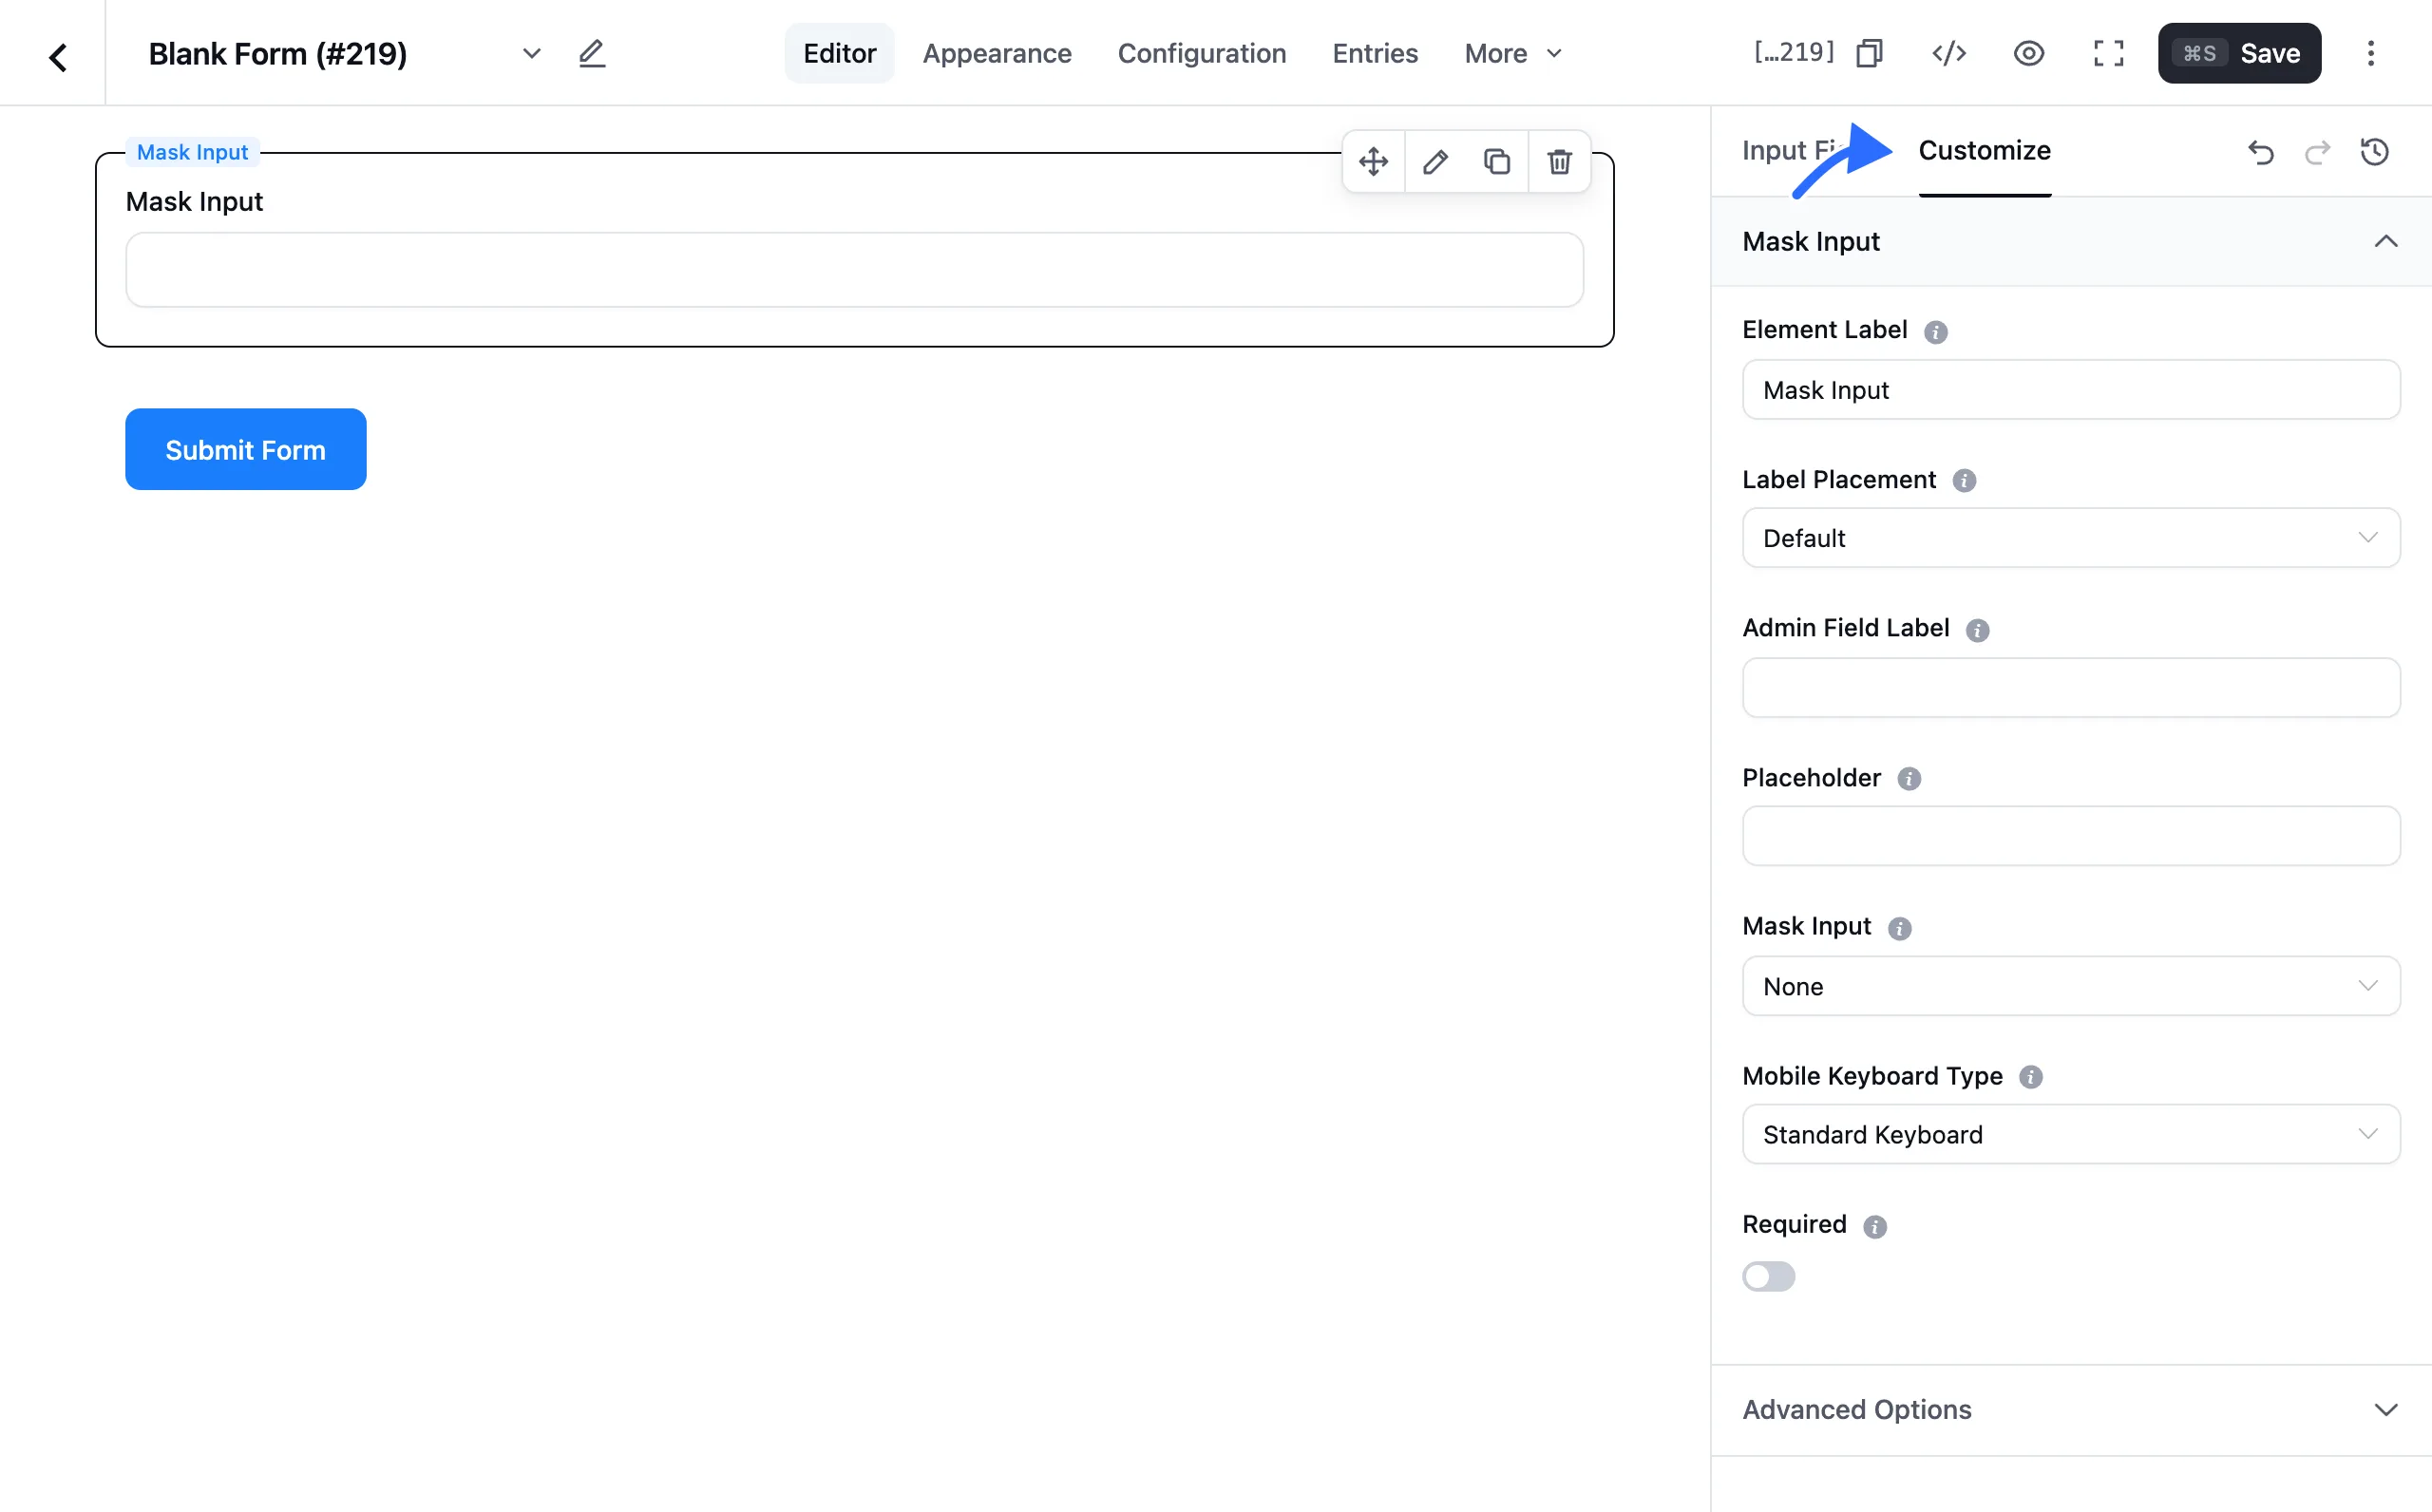 Blank Form (#219)
Editor
Appearance
Configuration
Entries
More
[...219]
⌘S Save
Mask Input
Mask Input
Submit Form
Input Fi
Customize
Mask Input
Element Label
Mask Input
Label Placement
Default
Admin Field Label
Placeholder
Mask Input
None
Mobile Keyboard Type
Standard Keyboard
Required
Advanced Options